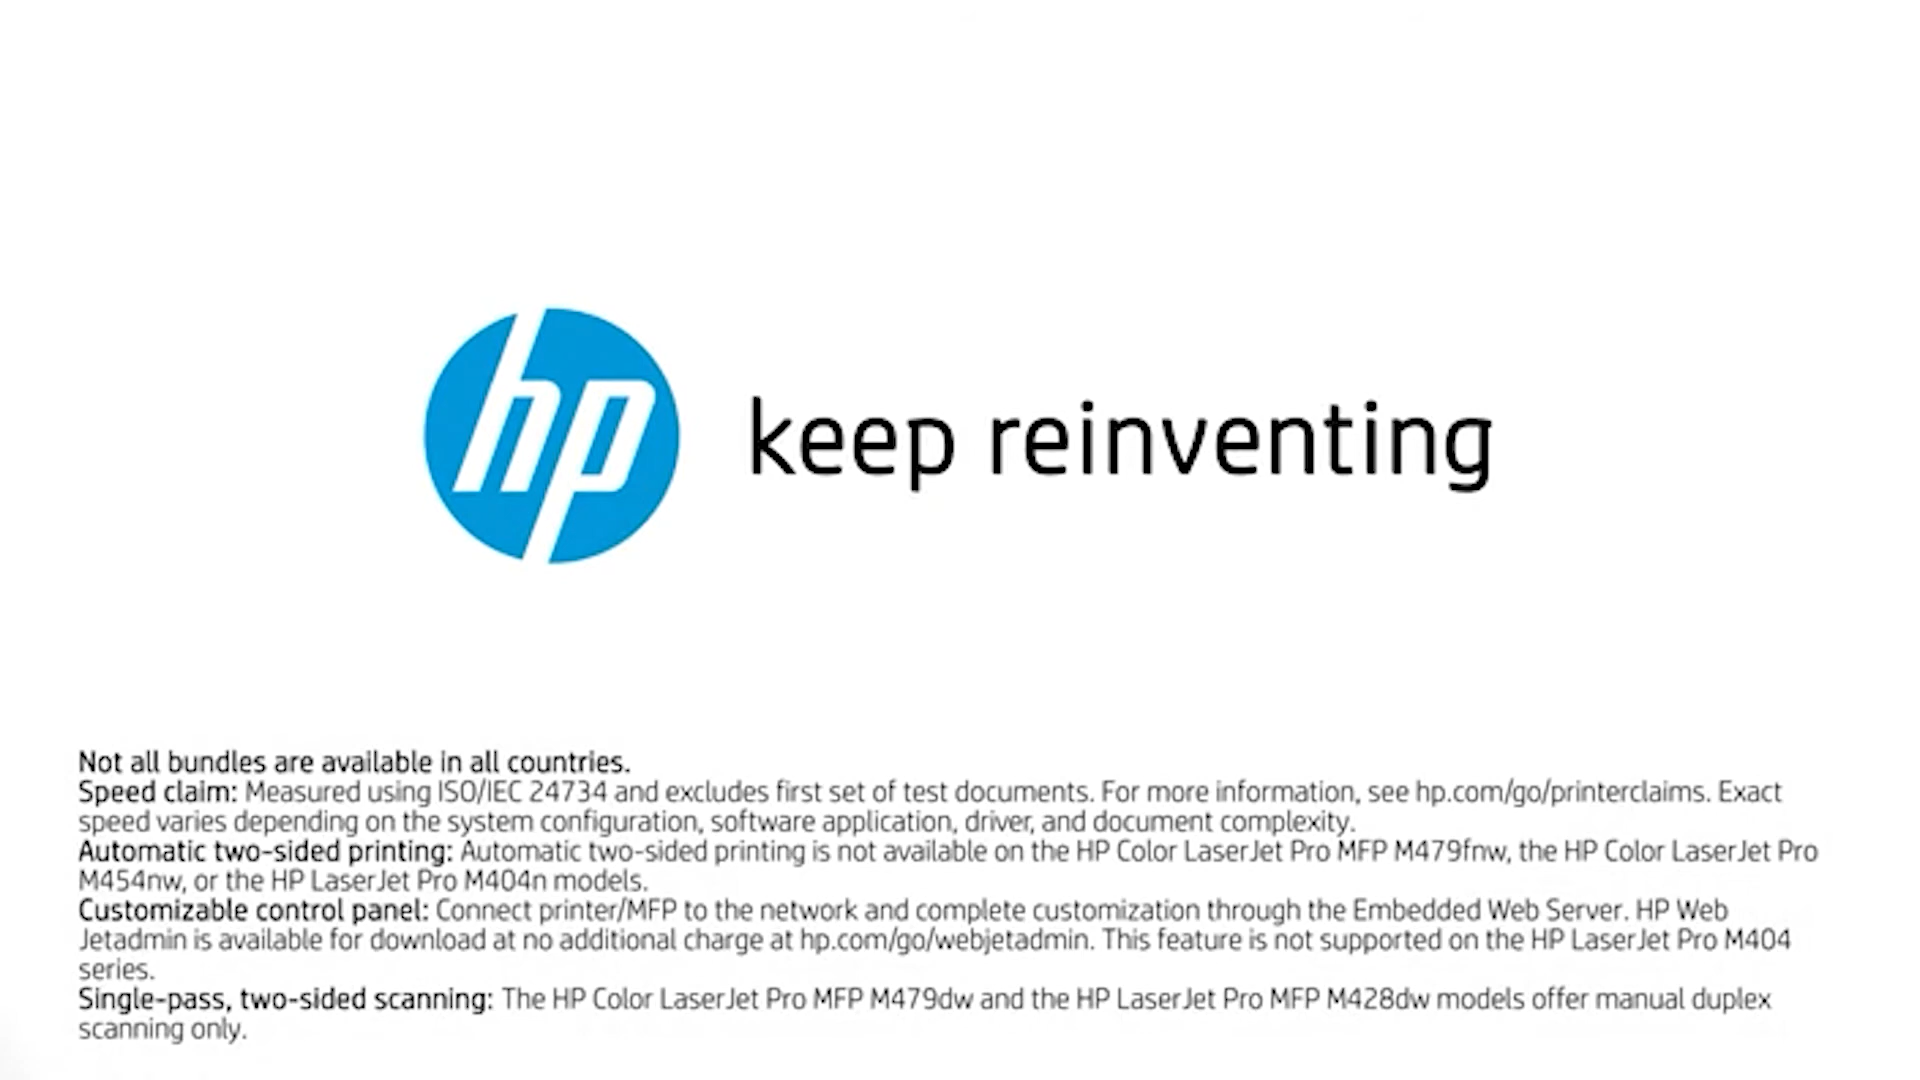 hp
keep reinventing
Not all bundles are available in all countries.
Speed claim: Measured using ISO/IEC 24734 and excludes first set of test documents. For more information, see hp.com/go/printerclaims. Exact
speed varies depending on the system configuration, software application, driver, and document complexity.
Automatic two-sided printing: Automatic two-sided printing is not available on the HP Color LaserJet Pro MFP M479fnw, the HP Color LaserJet Pro
M454nw, or the HP LaserJet Pro M404n models.
Customizable control panel: Connect printer/MFP to the network and complete customization through the Embedded Web Server. HP Web
Jetadmin is available for download at no additional charge at hp.com/go/webjetadmin. This feature is not supported on the HP LaserJet Pro M404
series.
Single-pass, two-sided scanning: The HP Color LaserJet Pro MFP M479dw and the HP LaserJet Pro MFP M428dw models offer manual duplex
scanning only.